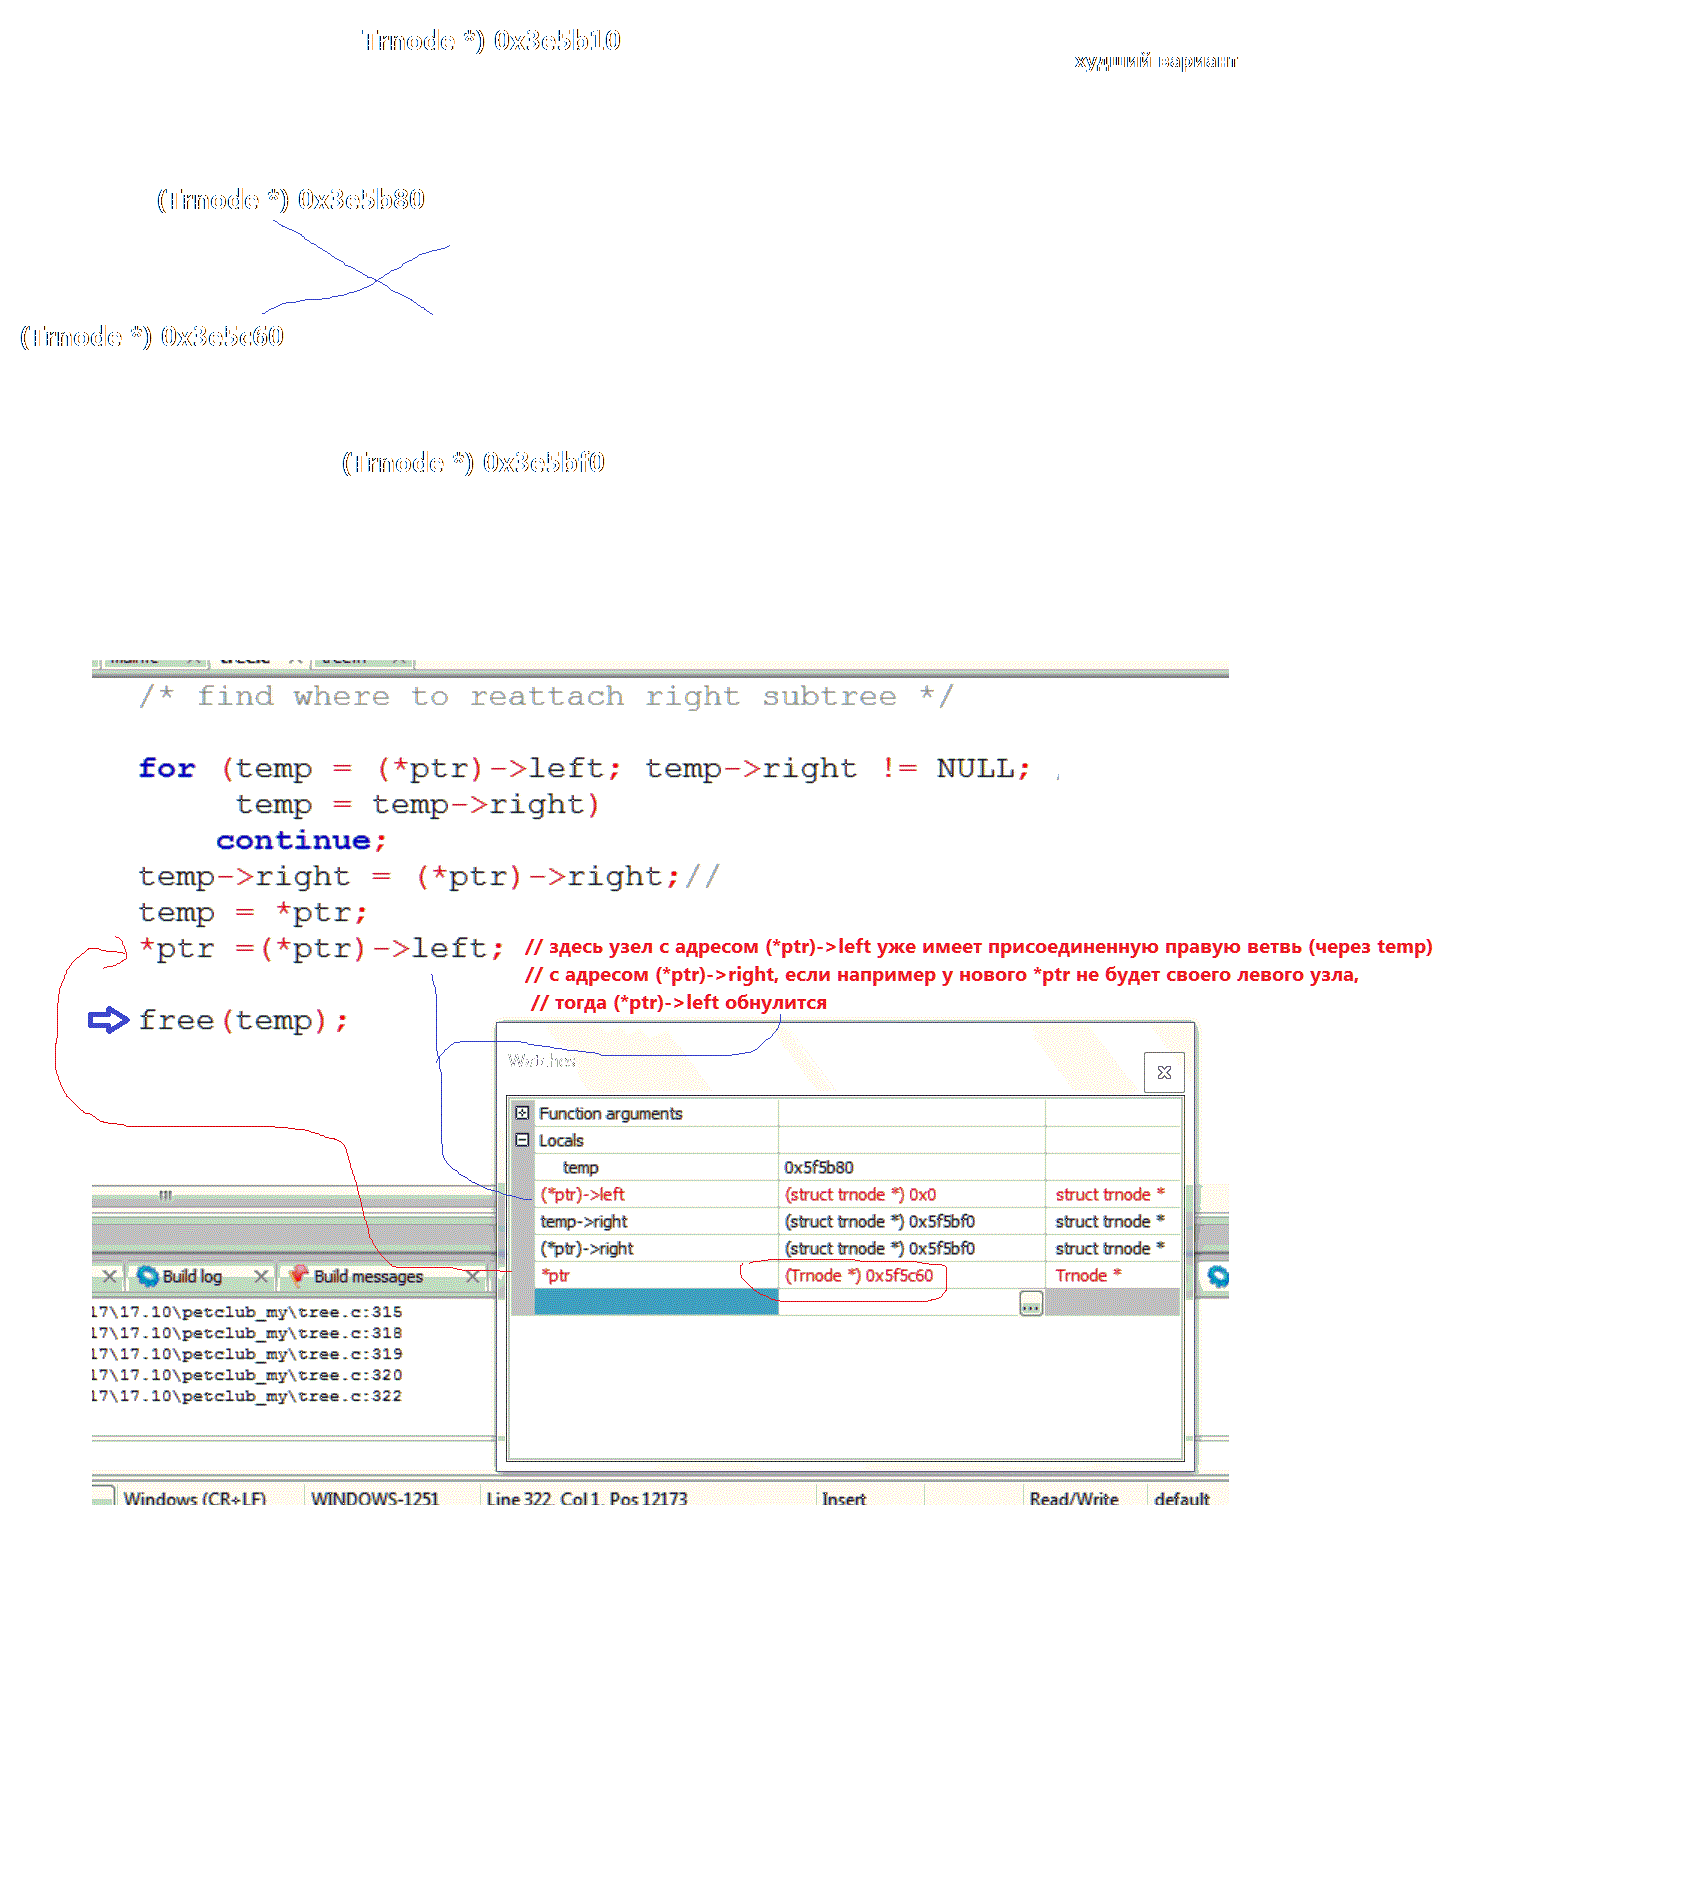 Trnode *) 0x3e5b10
худший вариант
(Trnode *) 0x3e5b80
(Trnode *) 0x3e5c60
(Trnode *) 0x3e5bf0
/* find where to reattach right subtree */
for (temp = (*ptr)->left; temp->right != NULL;
temp = temp->right)
continue;
temp->right = (*ptr)->right;//
temp = *ptr;
*ptr =(*ptr)->left; // здесь узел с адресом (*ptr)->left уже имеет присоединенную правую ветвь (через temp)
// с адресом (*ptr)->right, если например у нового *ptr не будет своего левого узла,
// тогда (*ptr)->left обнулится
free(temp);
Watches
Function arguments
Locals
temp 0x5f5b80
(*ptr)->left (struct trnode *) 0x0 struct trnode *
temp->right (struct trnode *) 0x5f5bf0 struct trnode *
(*ptr)->right (struct trnode *) 0x5f5bf0 struct trnode *
*ptr (Trnode *) 0x5f5c60 Trnode *
...
Build log Build messages
17\17.10\petclub_my\tree.c:315
17\17.10\petclub_my\tree.c:318
17\17.10\petclub_my\tree.c:319
17\17.10\petclub_my\tree.c:320
17\17.10\petclub_my\tree.c:322
Windows (CR+LF) WINDOWS-1251 Line 322, Col 1, Pos 12173 Insert Read/Write default